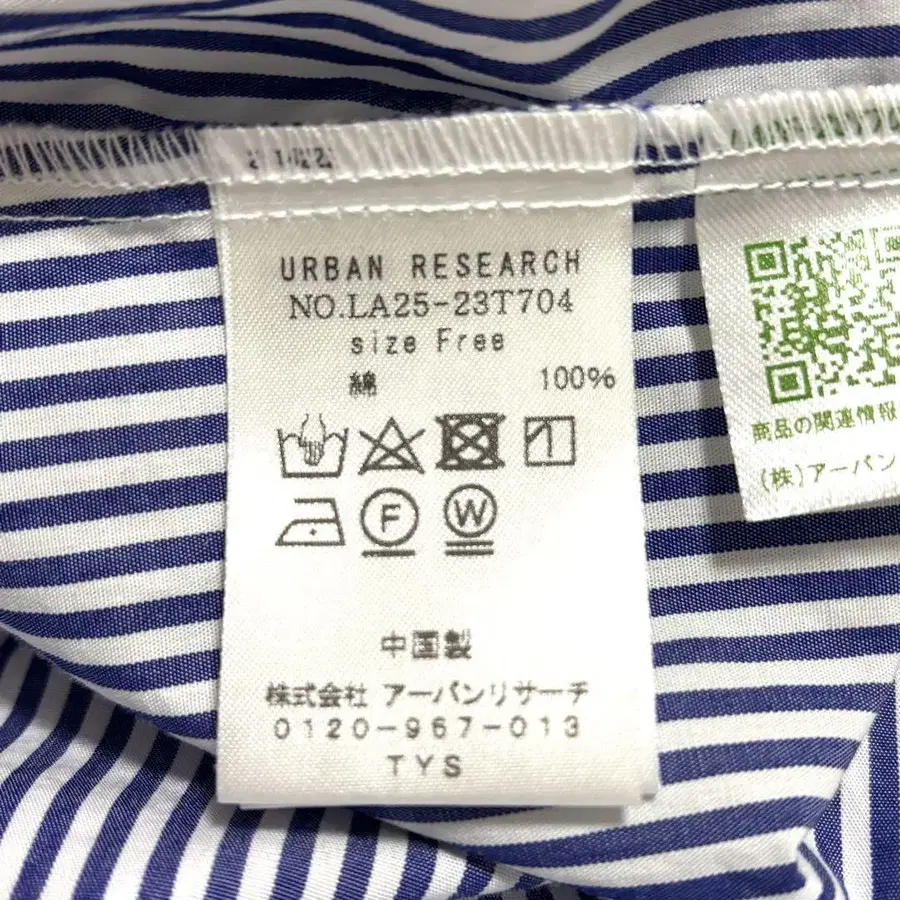 URBAN RESEARCH
NO.LA25-23T704
size Free
綿 100%
F W
中国製
株式会社 アーバンリサーチ
0120-967-013
TYS
商品の関連情報
(株)アーバン